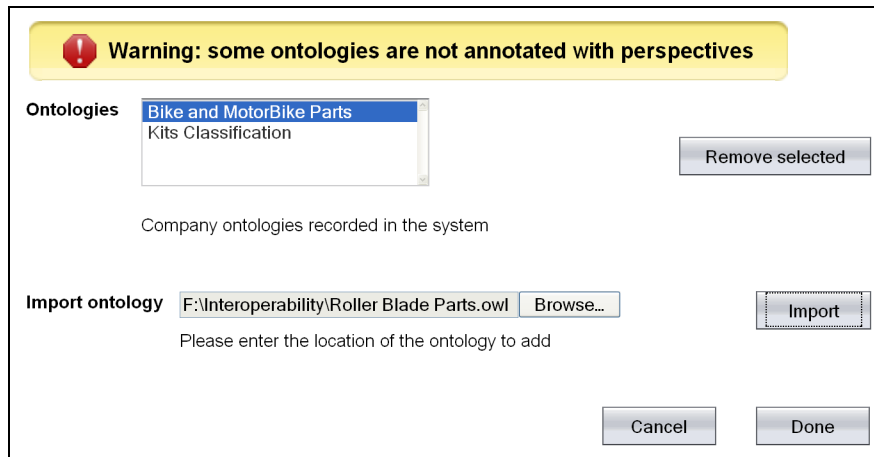 Warning: some ontologies are not annotated with perspectives
Ontologies
Bike and MotorBike Parts
Kits Classification
Remove selected
Company ontologies recorded in the system
Import ontology
F:\Interoperability\Roller Blade Parts.owl
Browse...
Import
Please enter the location of the ontology to add
Cancel
Done